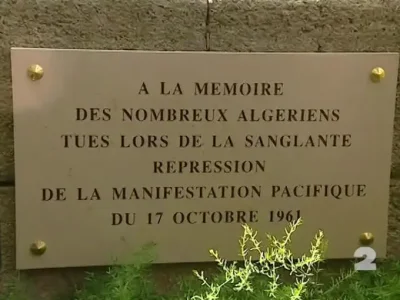 A LA MEMOIRE
DES NOMBREUX ALGERIENS
TUES LORS DE LA SANGLANTE
REPRESSION
DE LA MANIFESTATION PACIFIQUE
DU 17 OCTOBRE 1961
2